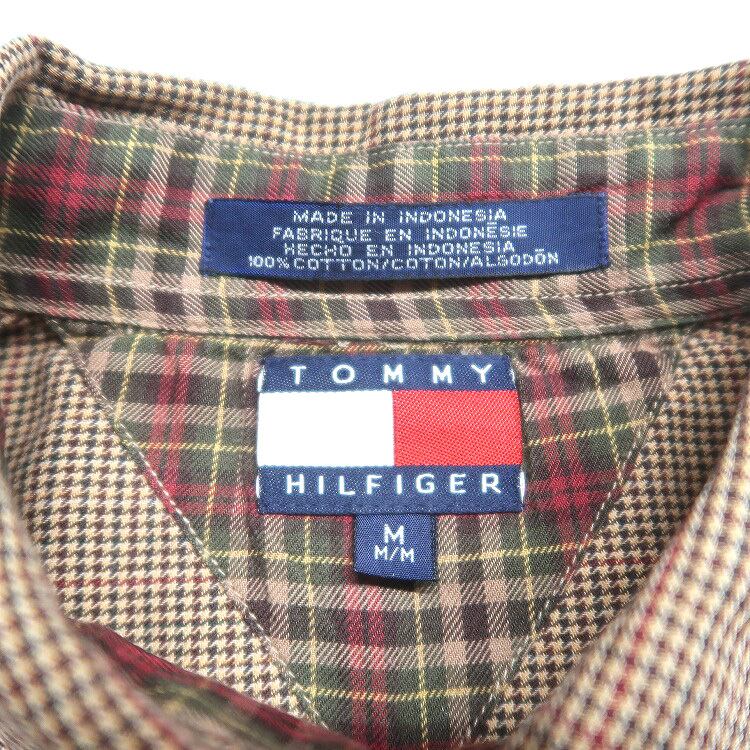 MADE IN INDONESIA
FABRIQUE EN INDONÉSIE
HECHO EN INDONESIA
100% COTTON/COTON/ALGODÓN
TOMMY
HILFIGER
M
M/M